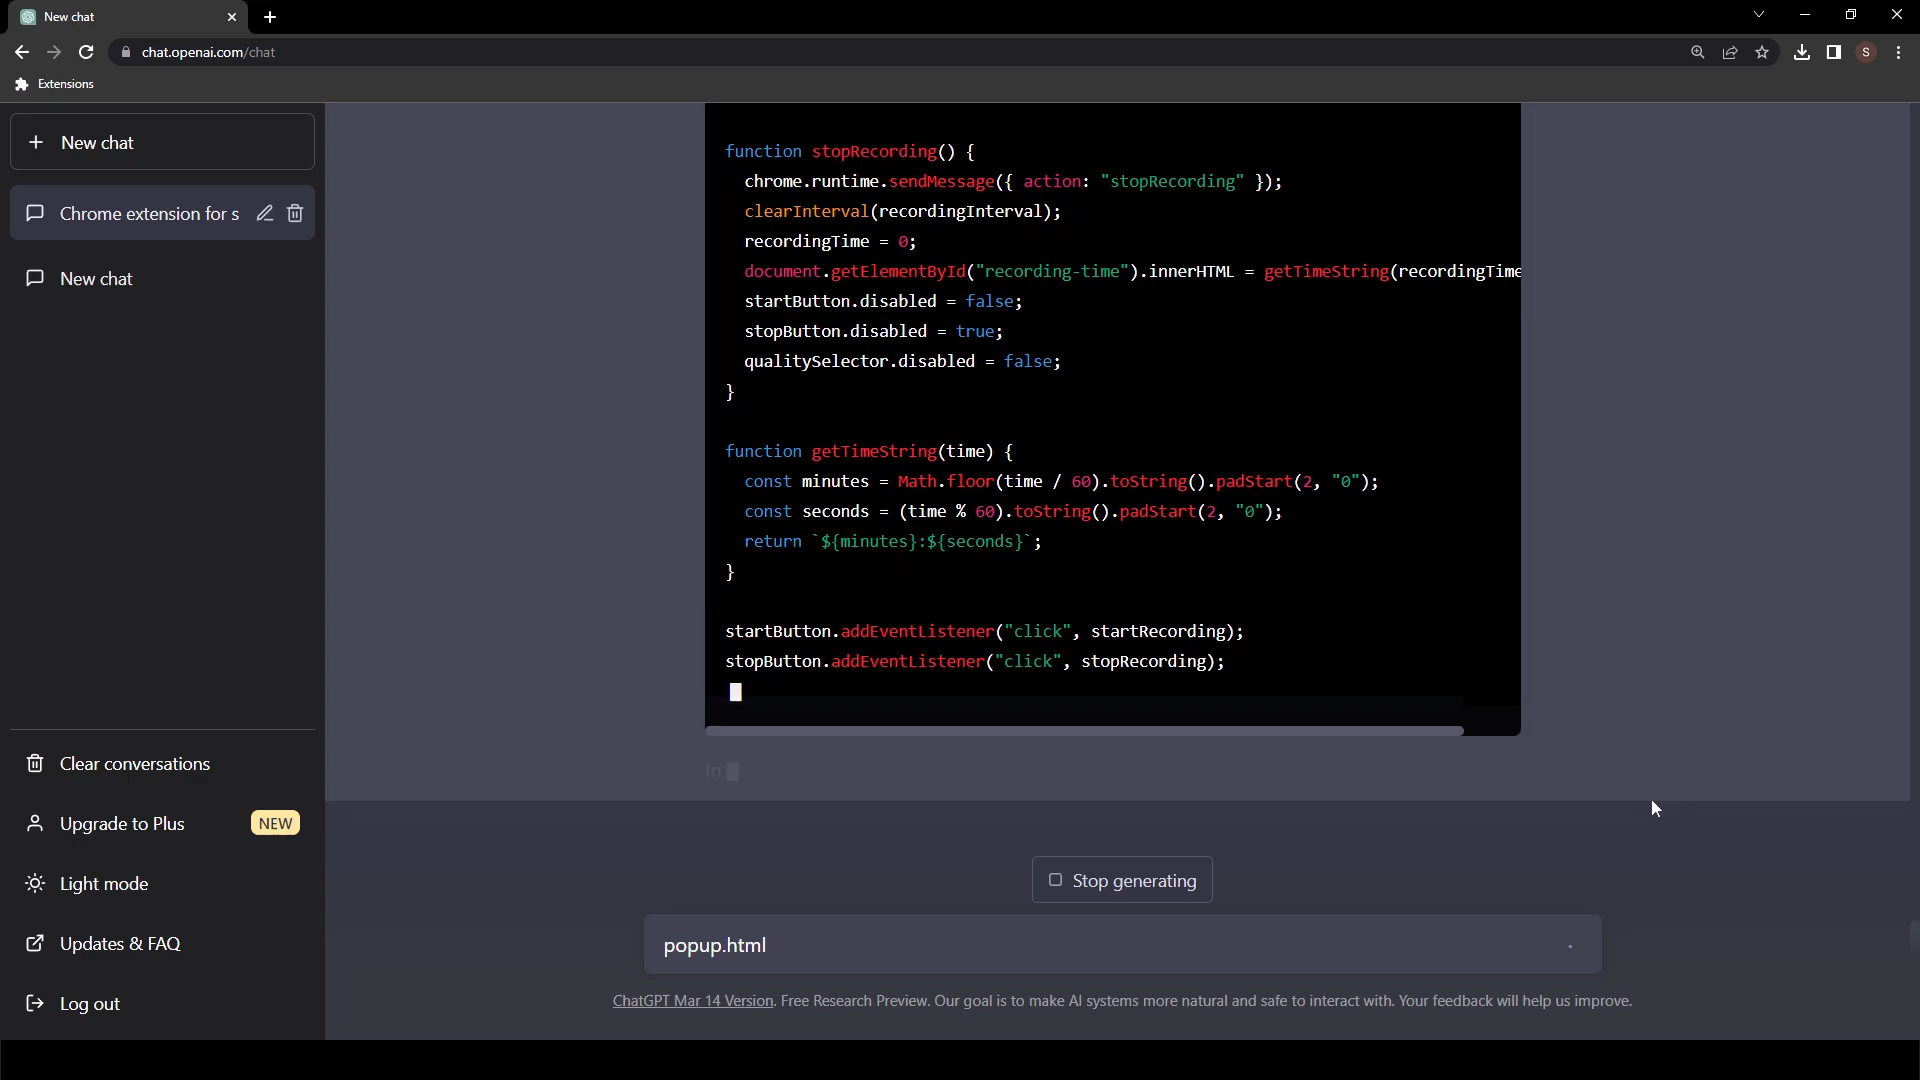 New chat
chat.openai.com/chat
S
Extensions
New chat
Chrome extension for s
New chat
function stopRecording() {
chrome.runtime.sendMessage({ action: "stopRecording" });
clearInterval(recordingInterval);
recordingTime = 0;
document.getElementById("recording-time").innerHTML = getTimeString(recordingTime
startButton.disabled = false;
stopButton.disabled = true;
qualitySelector.disabled = false;
}
function getTimeString(time) {
const minutes = Math.floor(time / 60).toString().padStart(2, "0");
const seconds = (time % 60).toString().padStart(2, "0");
return `${minutes}:${seconds}`;
}
startButton.addEventListener("click", startRecording);
stopButton.addEventListener("click", stopRecording);
In
Clear conversations
Upgrade to Plus NEW
Light mode
Updates & FAQ
Log out
Stop generating
popup.html
ChatGPT Mar 14 Version. Free Research Preview. Our goal is to make AI systems more natural and safe to interact with. Your feedback will help us improve.